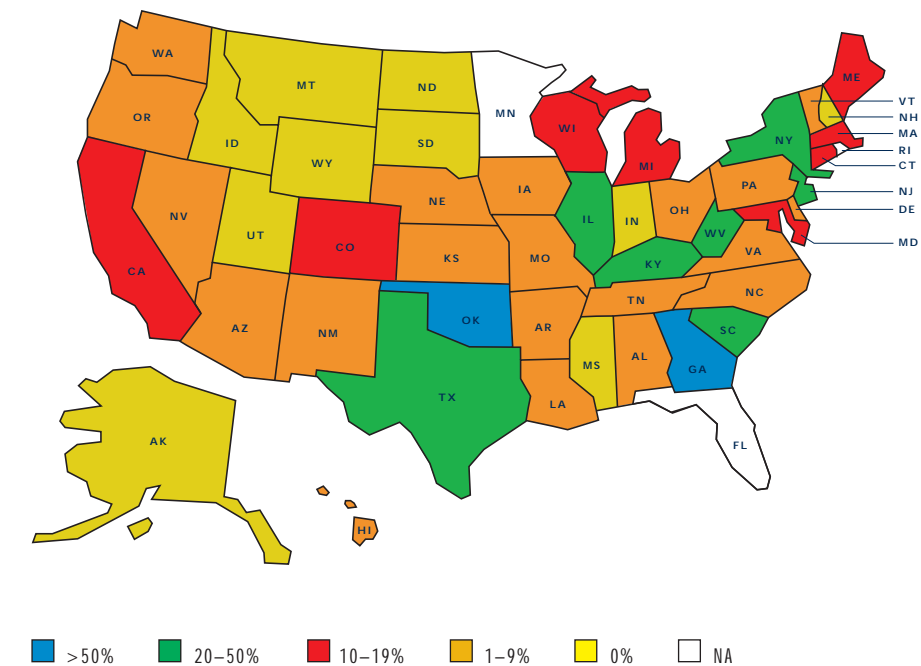 WA
ME
MT
ND
VT
MN
NH
OR
WI
MA
NY
ID
SD
RI
MI
WY
CT
IA
PA
NE
NJ
OH
DE
NV
IL
IN
WV
UT
CO
MD
VA
KS
MO
KY
CA
NC
TN
AZ
NM
OK
AR
SC
MS
AL
GA
TX
LA
AK
FL
HI
>50% 20–50% 10–19% 1–9% 0% NA